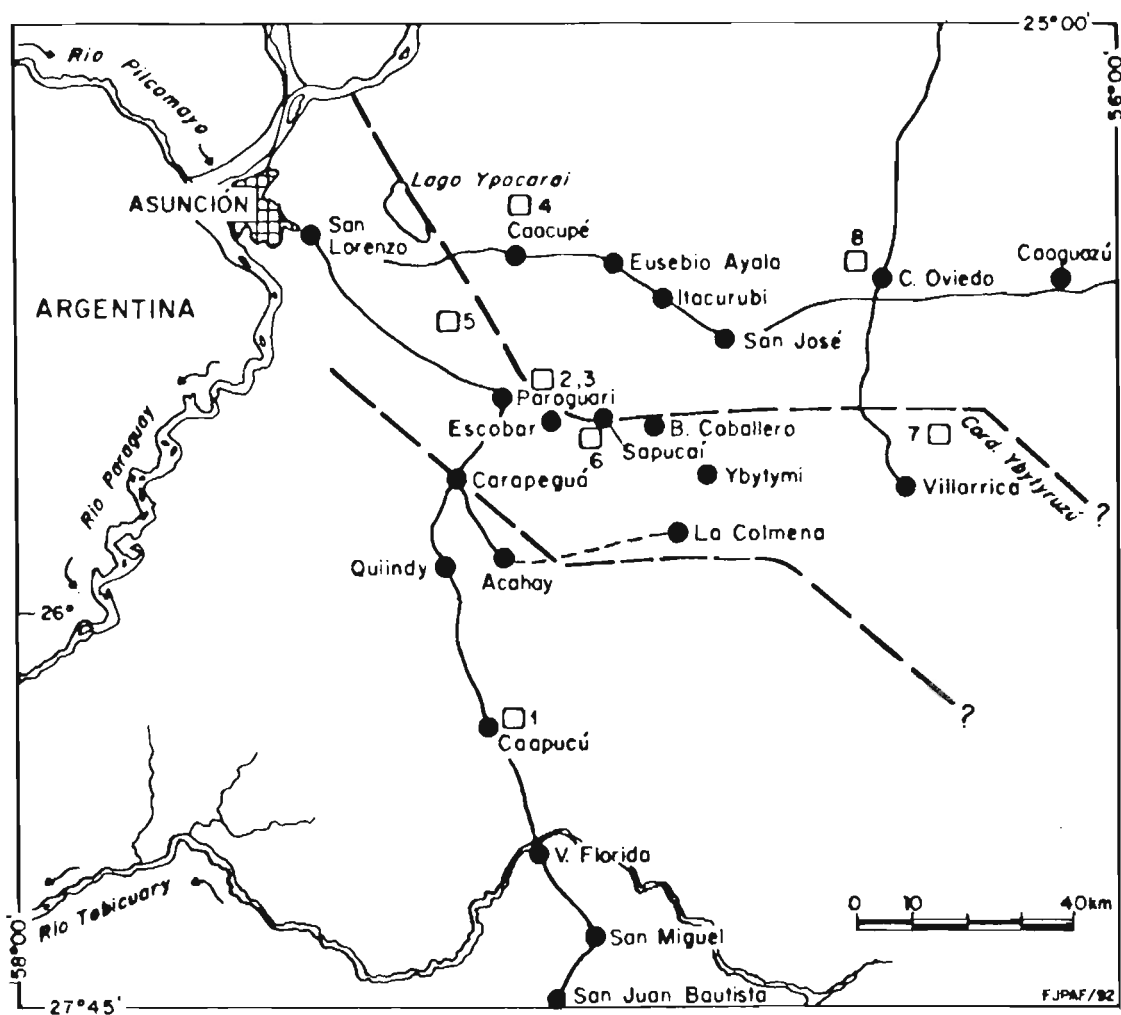 25°00'
56°00'
Rio Pilcomayo
Lago Ypacarai
ASUNCIÓN
4
San
Lorenzo
Caacupé
8
Eusebio Ayala
Caaguazú
C. Oviedo
Itacurubi
ARGENTINA
5
San José
2,3
Paraguari
Escobar
B. Caballero
Sapucaí
6
7
Cord. Ybytyruzú
Rio Paraguay
Carapeguá
Ybytymi
Villarrica
?
La Colmena
Quiindy
Acahay
26°
?
1
Caapucú
V. Florida
Rio Tebicuary
0 10 40km
San Miguel
58°00'
San Juan Bautista
27°45'
FJPAF/92